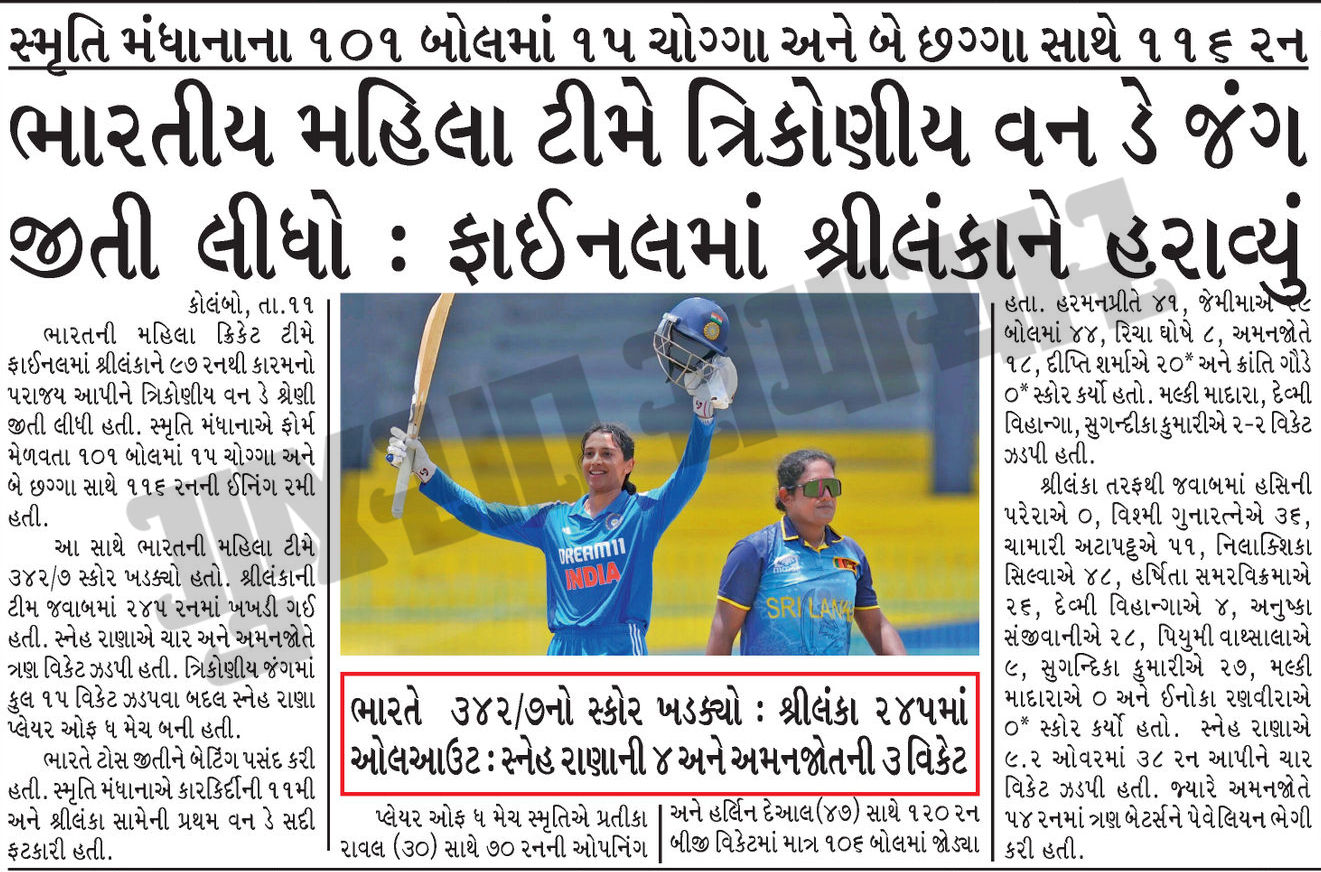 સ્મૃતિ મંધાનાના ૧૦૧ બોલમાં ૧૫ ચોગ્ગા અને બે છગ્ગા સાથે ૧૧૬ રન
ભારતીય મહિલા ટીમે ત્રિકોણીય વન ડે જંગ
જીતી લીધો : ફાઈનલમાં શ્રીલંકાને હરાવ્યું
કોલંબો, તા.૧૧
ભારતની મહિલા ક્રિકેટ ટીમે
ફાઈનલમાં શ્રીલંકાને ૯૭ રનથી કારમનો
પરાજય આપીને ત્રિકોણીય વન ડે શ્રેણી
જીતી લીધી હતી. સ્મૃતિ મંધાનાએ ફોર્મ
મેળવતા ૧૦૧ બોલમાં ૧૫ ચોગ્ગા અને
બે છગ્ગા સાથે ૧૧૬ રનની ઈનિંગ રમી
હતી.
આ સાથે ભારતની મહિલા ટીમે
૩૪૨/૭ સ્કોર ખડક્યો હતો. શ્રીલંકાની
ટીમ જવાબમાં ૨૪૫ રનમાં ખખડી ગઈ
હતી. સ્નેહ રાણાએ ચાર અને અમનજોતે
ત્રણ વિકેટ ઝડપી હતી. ત્રિકોણીય જંગમાં
કુલ ૧૫ વિકેટ ઝડપવા બદલ સ્નેહ રાણા
પ્લેયર ઓફ ધ મેચ બની હતી.
ભારતે ટોસ જીતીને બેટિંગ પસંદ કરી
હતી. સ્મૃતિ મંધાનાએ કારકિર્દીની ૧૧મી
અને શ્રીલંકા સામેની પ્રથમ વન ડે સદી
ફટકારી હતી.
DREAM11
INDIA
SRI LANKA
ભારતે ૩૪૨/૭નો સ્કોર ખડક્યો : શ્રીલંકા ૨૪૫માં
ઓલઆઉટ : સ્નેહ રાણાની ૪ અને અમનજોતની ૩ વિકેટ
પ્લેયર ઓફ ધ મેચ સ્મૃતિએ પ્રતીકા
રાવલ (૩૦) સાથે ૭૦ રનની ઓપનિંગ
અને હર્લિન દેઆલ(૪૭) સાથે ૧૨૦ રન
બીજી વિકેટમાં માત્ર ૧૦૬ બોલમાં જોડ્યા
હતા. હરમનપ્રીતે ૪૧, જેમીમાએ ૨૯
બોલમાં ૪૪, રિચા ઘોષે ૮, અમનજોતે
૧૮, દીપ્તિ શર્માએ ૨૦* અને ક્રાંતિ ગૌડે
૦* સ્કોર કર્યો હતો. મલ્કી માદારા, દેવ્મી
વિહાન્ગા, સુગન્દીકા કુમારીએ ૨-૨ વિકેટ
ઝડપી હતી.
શ્રીલંકા તરફથી જવાબમાં હસિની
પરેરાએ ૦, વિશ્મી ગુનારત્નેએ ૩૬,
ચામારી અટાપટ્ટુએ ૫૧, નિલાક્શિકા
સિલ્વાએ ૪૮, હર્ષિતા સમરવિક્રમાએ
૨૬, દેવ્મી વિહાન્ગાએ ૪, અનુષ્કા
સંજીવાનીએ ૨૮, પિયુમી વાથ્સાલાએ
૯, સુગન્દિકા કુમારીએ ૨૭, મલ્કી
માદારાએ ૦ અને ઈનોકા રણવીરાએ
૦* સ્કોર કર્યો હતો. સ્નેહ રાણાએ
૯.૨ ઓવરમાં ૩૮ રન આપીને ચાર
વિકેટ ઝડપી હતી. જ્યારે અમનજોતે
૫૪ રનમાં ત્રણ બેટર્સને પેવેલિયન ભેગી
કરી હતી.
ગુજરાત સમાચાર